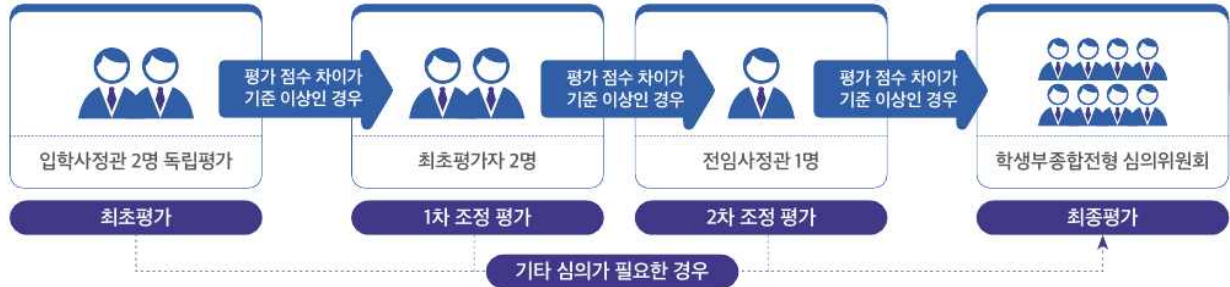 평가 점수 차이가
기준 이상인 경우
평가 점수 차이가
기준 이상인 경우
평가 점수 차이가
기준 이상인 경우
입학사정관 2명 독립평가
최초평가자 2명
전임사정관 1명
학생부종합전형 심의위원회
최초평가
1차 조정 평가
2차 조정 평가
최종평가
기타 심의가 필요한 경우